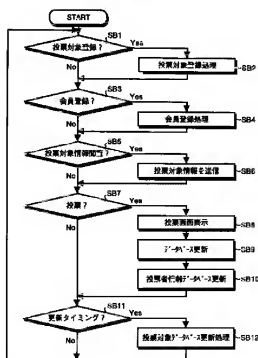 START
SB1
投票対象登録？
Yes
No
投票対象登録処理
SB2
SB3
会員登録？
Yes
No
会員登録処理
SB4
SB5
投票対象情報閲覧？
Yes
No
投票対象情報を送信
SB6
SB7
投票？
Yes
No
投票画面表示
SB8
データベース更新
SB9
投票者行動データベース更新
SB10
SB11
更新タイミング？
Yes
No
投票対象データベース更新処理
SB12